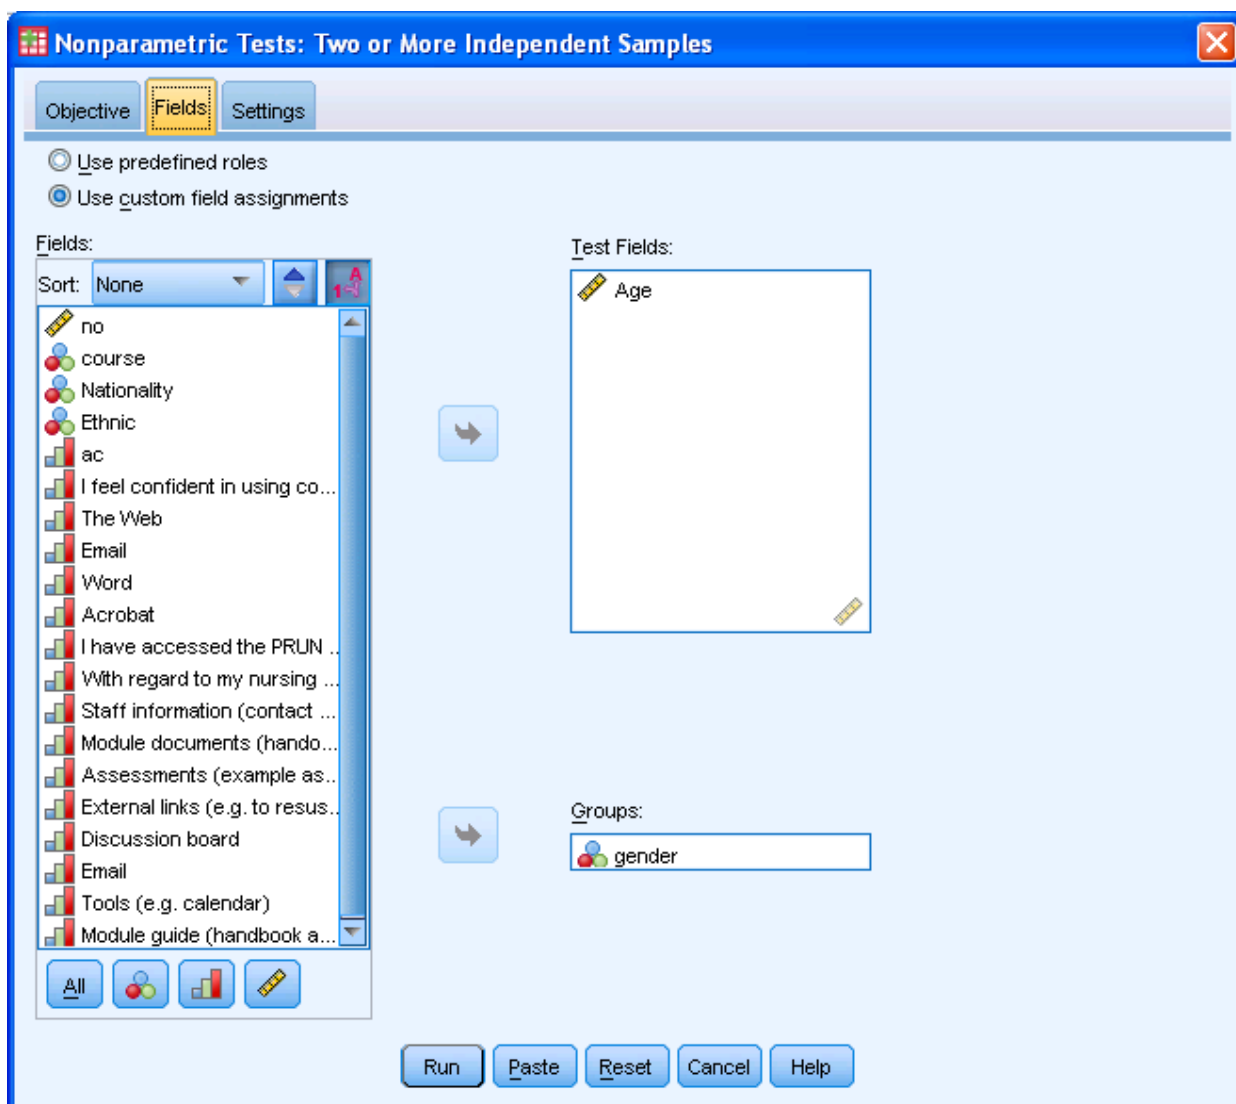 Nonparametric Tests: Two or More Independent Samples
Objective Fields Settings
Use predefined roles
Use custom field assignments
Fields:
Sort: None
no
course
Nationality
Ethnic
ac
I feel confident in using co...
The Web
Email
Word
Acrobat
I have accessed the PRUN ..
With regard to my nursing ...
Staff information (contact ...
Module documents (hando...
Assessments (example as..
External links (e.g. to resus..
Discussion board
Email
Tools (e.g. calendar)
Module guide (handbook a...
All
Test Fields:
Age
Groups:
gender
Run Paste Reset Cancel Help